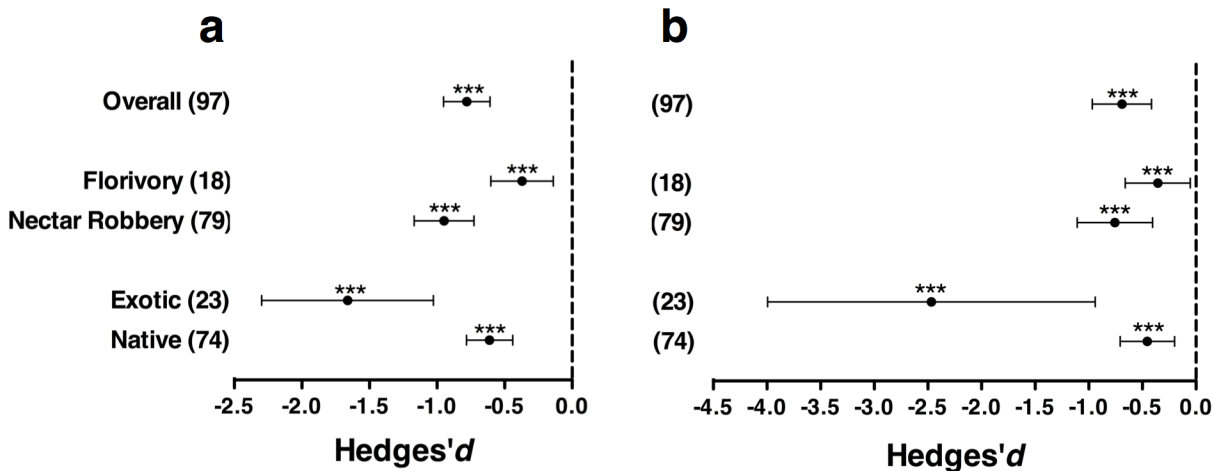 a b
*** ***
Overall (97) (97)
*** ***
Florivory (18) (18)
*** ***
Nectar Robbery (79) (79)
*** ***
Exotic (23) (23)
*** ***
Native (74) (74)
-2.5 -2.0 -1.5 -1.0 -0.5 0.0 -4.5 -4.0 -3.5 -3.0 -2.5 -2.0 -1.5 -1.0 -0.5 0.0
Hedges'd Hedges'd